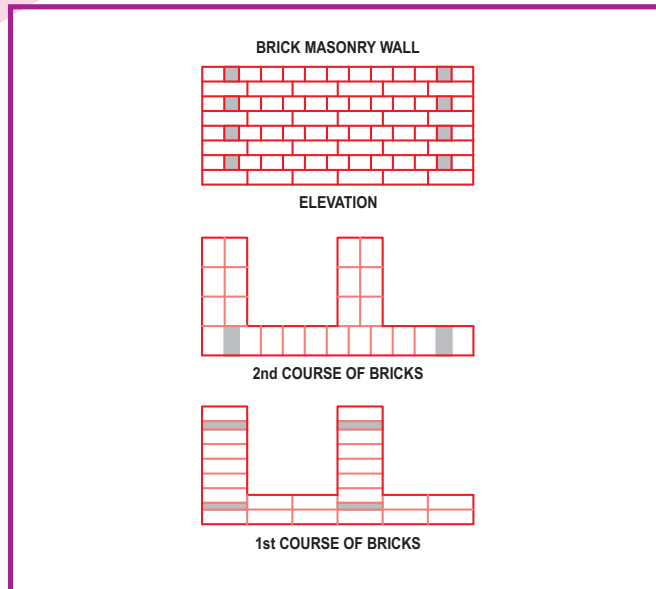 BRICK MASONRY WALL
ELEVATION
2nd COURSE OF BRICKS
1st COURSE OF BRICKS